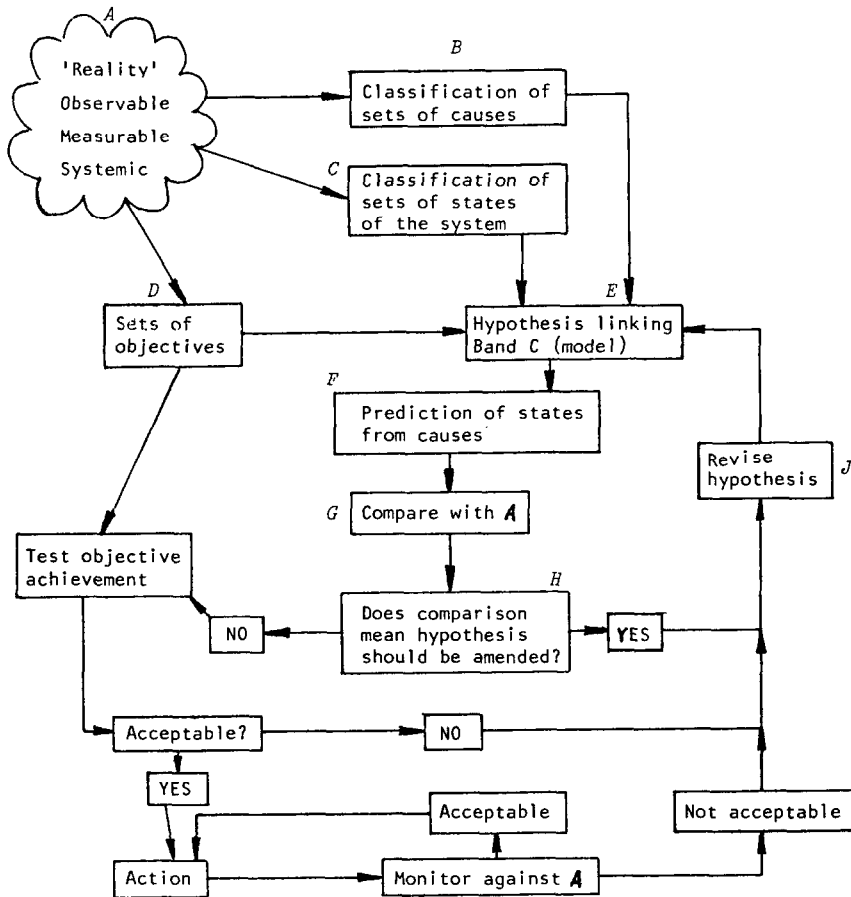 A
'Reality'
Observable
Measurable
Systemic
B
Classification of
sets of causes
C
Classification of
sets of states
of the system
D
Sets of
objectives
E
Hypothesis linking
Band C (model)
F
Prediction of states
from causes
Revise
hypothesis
J
G
Compare with A
Test objective
achievement
H
Does comparison
mean hypothesis
should be amended?
NO
YES
Acceptable?
NO
YES
Acceptable
Not acceptable
Action
Monitor against A